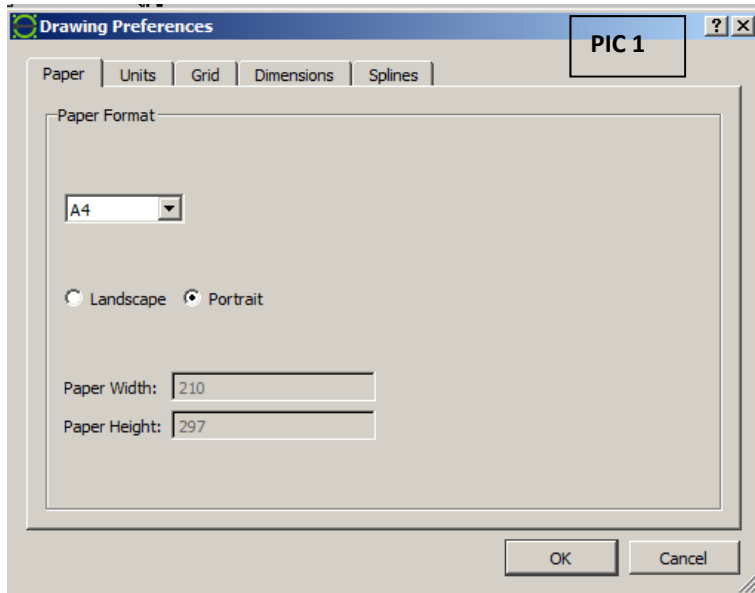 Drawing Preferences
PIC 1
Paper Units Grid Dimensions Splines
Paper Format
A4
Landscape Portrait
Paper Width: 210
Paper Height: 297
OK Cancel